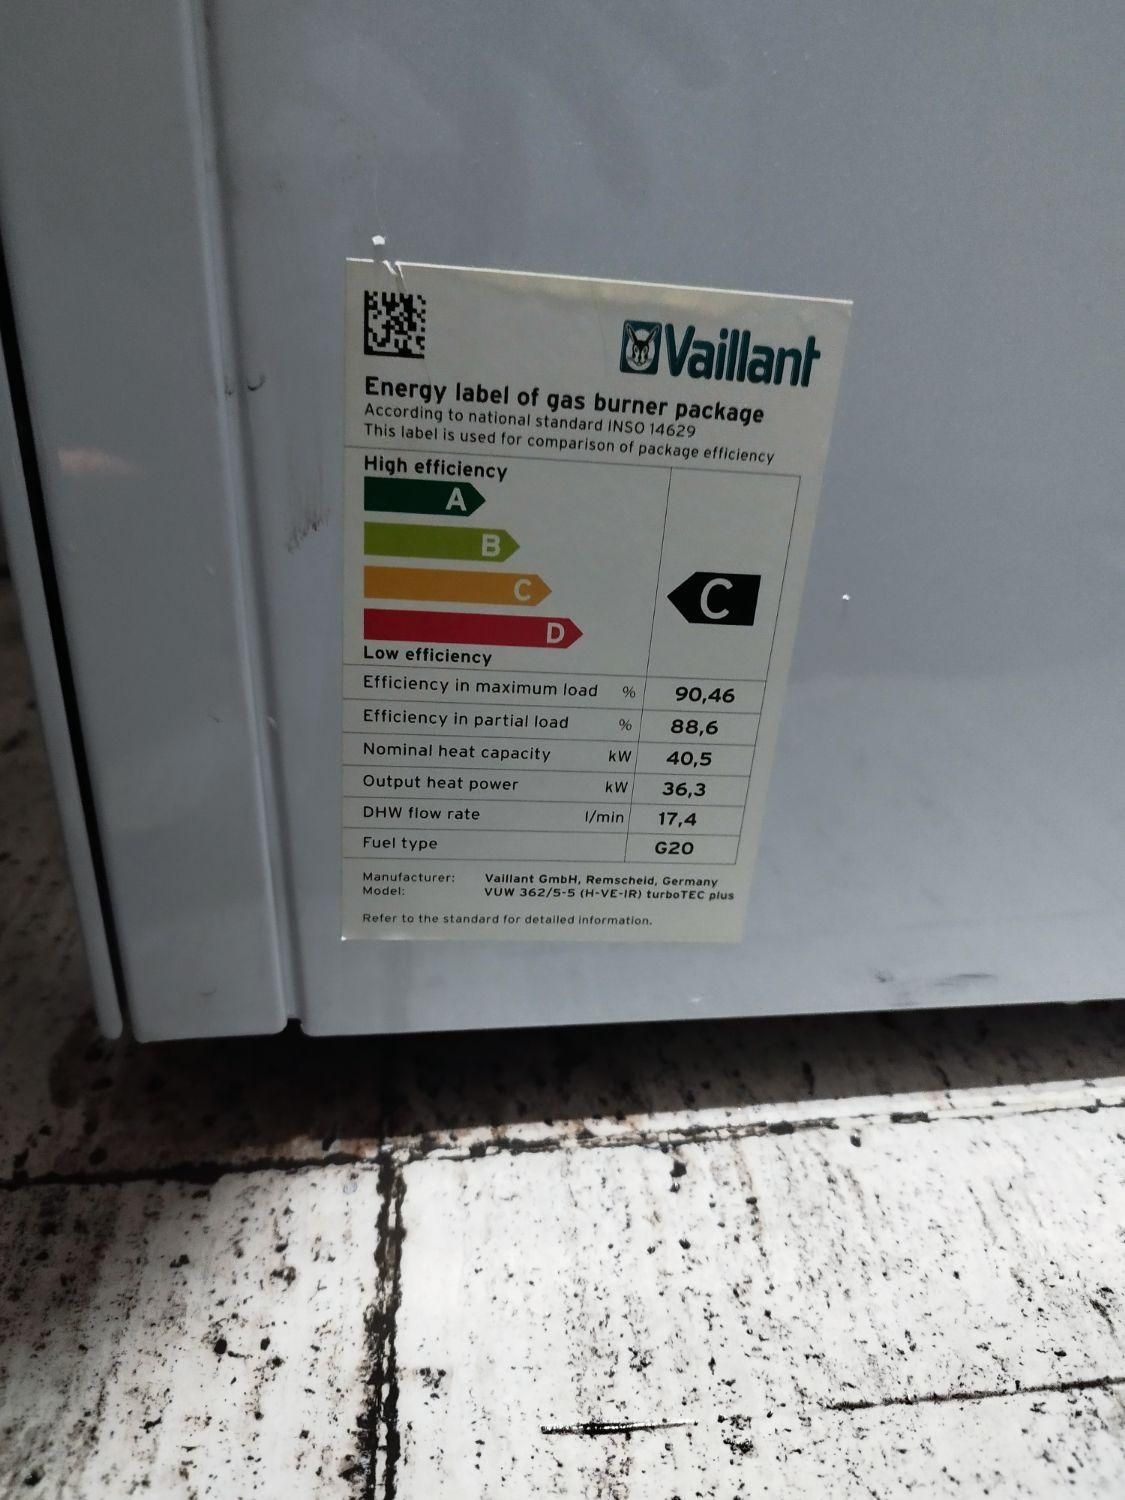 Vaillant
Energy label of gas burner package
According to national standard INSO 14629
This label is used for comparison of package efficiency
High efficiency
A
B
C
C
D
Low efficiency
Efficiency in maximum load % 90,46
Efficiency in partial load % 88,6
Nominal heat capacity kW 40,5
Output heat power kW 36,3
DHW flow rate l/min 17,4
Fuel type G20
Manufacturer: Vaillant GmbH, Remscheid, Germany
Model: VUW 362/5-5 (H-VE-IR) turboTEC plus
Refer to the standard for detailed information.